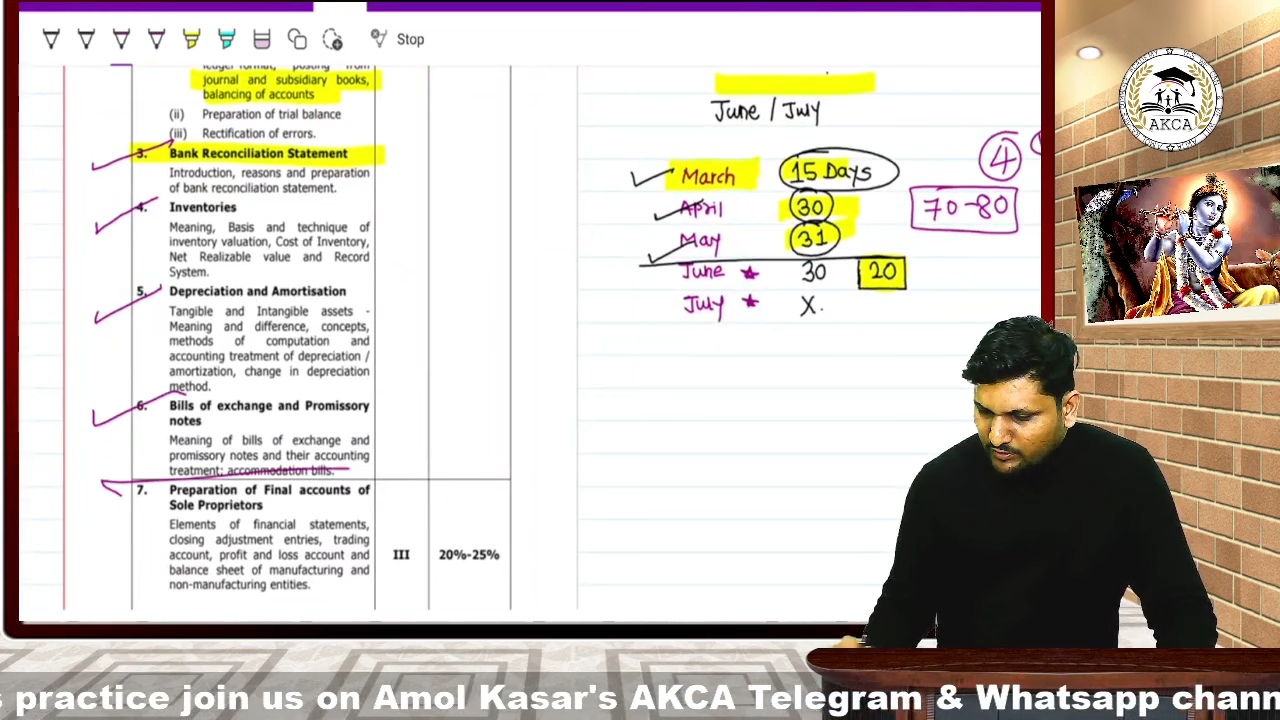 Stop
ledger format, posting from
journal and subsidiary books,
balancing of accounts
(ii) Preparation of trial balance
(iii) Rectification of errors.
3. Bank Reconciliation Statement
Introduction, reasons and preparation
of bank reconciliation statement.
4. Inventories
Meaning, Basis and technique of
inventory valuation, Cost of Inventory,
Net Realizable value and Record
System.
5. Depreciation and Amortisation
Tangible and Intangible assets -
Meaning and difference, concepts,
methods of computation and
accounting treatment of depreciation /
amortization, change in depreciation
method.
6. Bills of exchange and Promissory
notes
Meaning of bills of exchange and
promissory notes and their accounting
treatment; accommodation bills.
7. Preparation of Final accounts of
Sole Proprietors
Elements of financial statements,
closing adjustment entries, trading
account, profit and loss account and
balance sheet of manufacturing and
non-manufacturing entities.
III 20%-25%
June / July
March 15 Days
April 30
May 31
June ★ 30 20
July ★ X.
4
70-80
AKCA
s practice join us on Amol Kasar's AKCA Telegram & Whatsapp chann